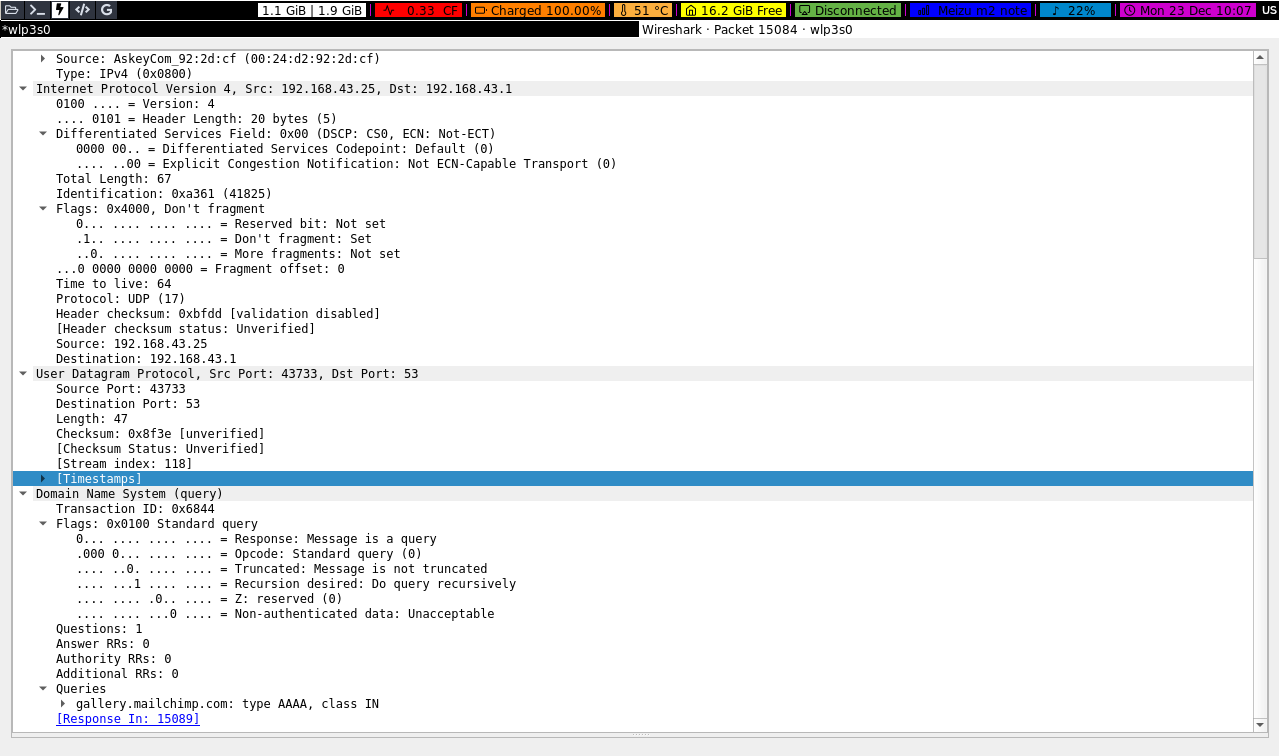 1.1 GiB | 1.9 GiB 0.33 CF Charged 100.00% 51 °C 16.2 GiB Free Disconnected Meizu m2 note 22% Mon 23 Dec 10:07 US
*wlp3s0 Wireshark · Packet 15084 · wlp3s0
Source: AskeyCom_92:2d:cf (00:24:d2:92:2d:cf)
Type: IPv4 (0x0800)
Internet Protocol Version 4, Src: 192.168.43.25, Dst: 192.168.43.1
0100 .... = Version: 4
.... 0101 = Header Length: 20 bytes (5)
Differentiated Services Field: 0x00 (DSCP: CS0, ECN: Not-ECT)
0000 00.. = Differentiated Services Codepoint: Default (0)
.... ..00 = Explicit Congestion Notification: Not ECN-Capable Transport (0)
Total Length: 67
Identification: 0xa361 (41825)
Flags: 0x4000, Don't fragment
0... .... .... .... = Reserved bit: Not set
.1.. .... .... .... = Don't fragment: Set
..0. .... .... .... = More fragments: Not set
...0 0000 0000 0000 = Fragment offset: 0
Time to live: 64
Protocol: UDP (17)
Header checksum: 0xbfdd [validation disabled]
[Header checksum status: Unverified]
Source: 192.168.43.25
Destination: 192.168.43.1
User Datagram Protocol, Src Port: 43733, Dst Port: 53
Source Port: 43733
Destination Port: 53
Length: 47
Checksum: 0x8f3e [unverified]
[Checksum Status: Unverified]
[Stream index: 118]
[Timestamps]
Domain Name System (query)
Transaction ID: 0x6844
Flags: 0x0100 Standard query
0... .... .... .... = Response: Message is a query
.000 0... .... .... = Opcode: Standard query (0)
.... ..0. .... .... = Truncated: Message is not truncated
.... ...1 .... .... = Recursion desired: Do query recursively
.... .... .0.. .... = Z: reserved (0)
.... .... ...0 .... = Non-authenticated data: Unacceptable
Questions: 1
Answer RRs: 0
Authority RRs: 0
Additional RRs: 0
Queries
gallery.mailchimp.com: type AAAA, class IN
[Response In: 15089]